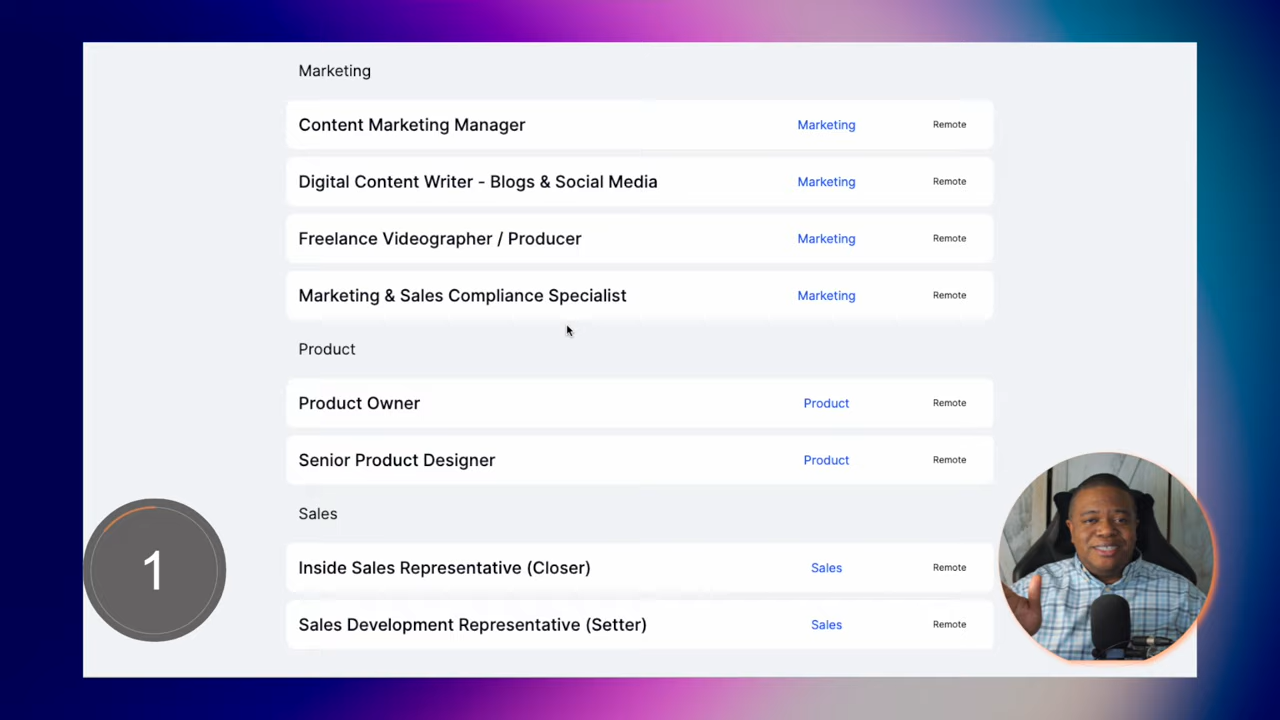 Marketing
Content Marketing Manager Marketing Remote
Digital Content Writer - Blogs & Social Media Marketing Remote
Freelance Videographer / Producer Marketing Remote
Marketing & Sales Compliance Specialist Marketing Remote
Product
Product Owner Product Remote
Senior Product Designer Product Remote
Sales
Inside Sales Representative (Closer) Sales Remote
1
Sales Development Representative (Setter) Sales Remote